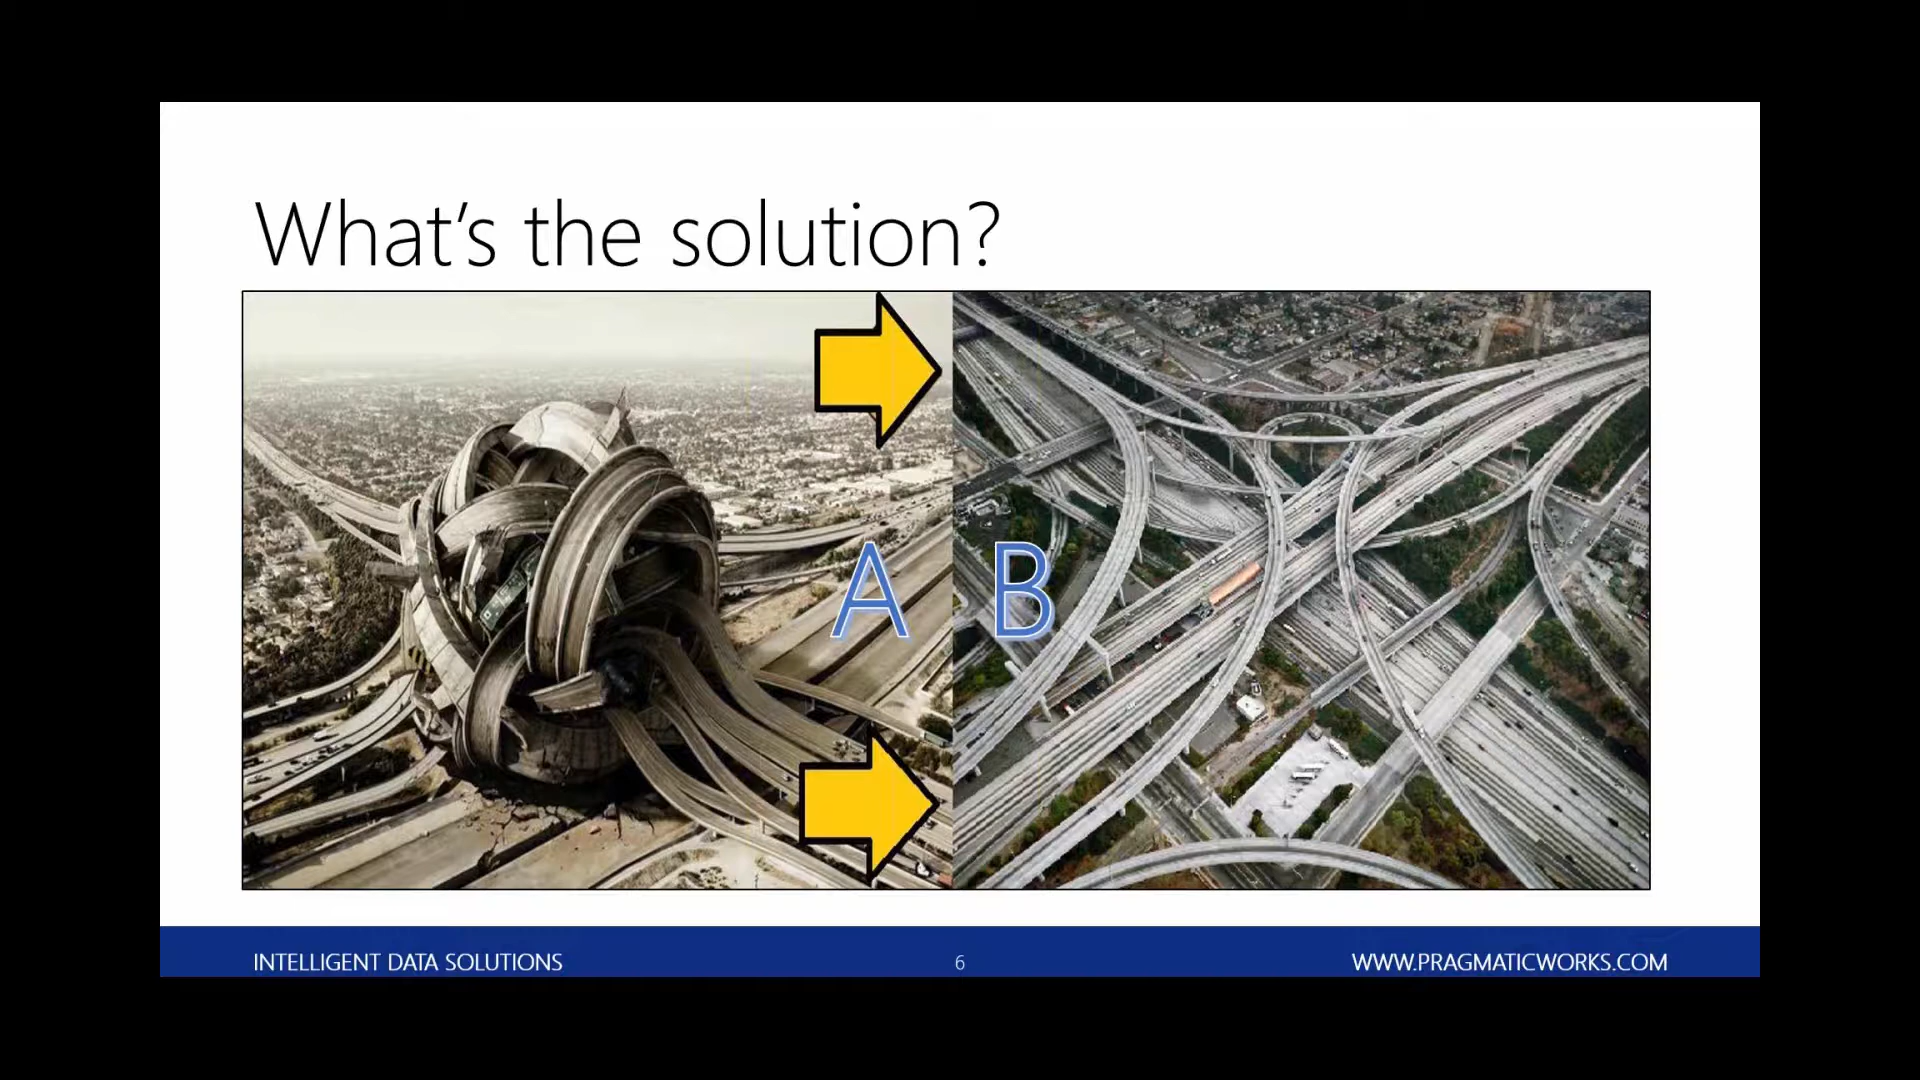 What's the solution?
A
B
INTELLIGENT DATA SOLUTIONS
6
WWW.PRAGMATICWORKS.COM